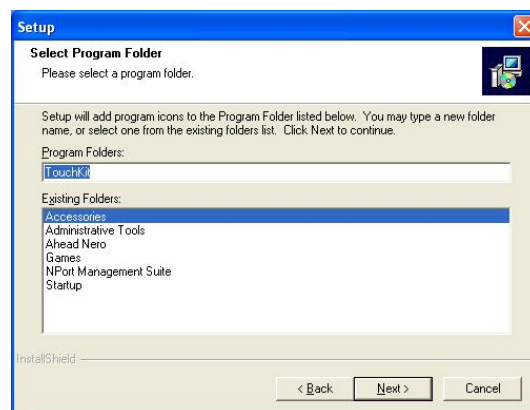 Setup
Select Program Folder
Please select a program folder.
Setup will add program icons to the Program Folder listed below. You may type a new folder
name, or select one from the existing folders list. Click Next to continue.
Program Folders:
TouchKit
Existing Folders:
Accessories
Administrative Tools
Ahead Nero
Games
NPort Management Suite
Startup
InstallShield
< Back
Next >
Cancel